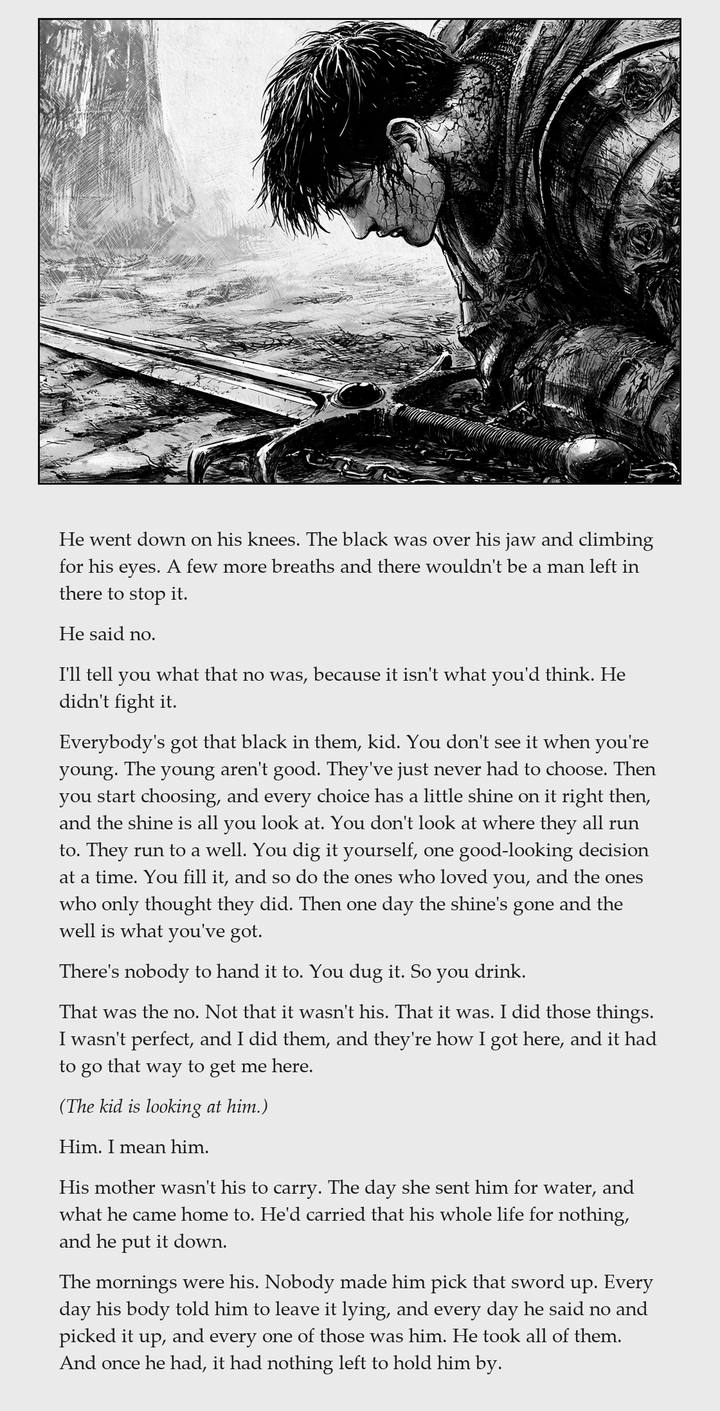 He went down on his knees. The black was over his jaw and climbing
for his eyes. A few more breaths and there wouldn't be a man left in
there to stop it.
He said no.
I'll tell you what that no was, because it isn't what you'd think. He
didn't fight it.
Everybody's got that black in them, kid. You don't see it when you're
young. The young aren't good. They've just never had to choose. Then
you start choosing, and every choice has a little shine on it right then,
and the shine is all you look at. You don't look at where they all run
to. They run to a well. You dig it yourself, one good-looking decision
at a time. You fill it, and so do the ones who loved you, and the ones
who only thought they did. Then one day the shine's gone and the
well is what you've got.
There's nobody to hand it to. You dug it. So you drink.
That was the no. Not that it wasn't his. That it was. I did those things.
I wasn't perfect, and I did them, and they're how I got here, and it had
to go that way to get me here.
(The kid is looking at him.)
Him. I mean him.
His mother wasn't his to carry. The day she sent him for water, and
what he came home to. He'd carried that his whole life for nothing,
and he put it down.
The mornings were his. Nobody made him pick that sword up. Every
day his body told him to leave it lying, and every day he said no and
picked it up, and every one of those was him. He took all of them.
And once he had, it had nothing left to hold him by.